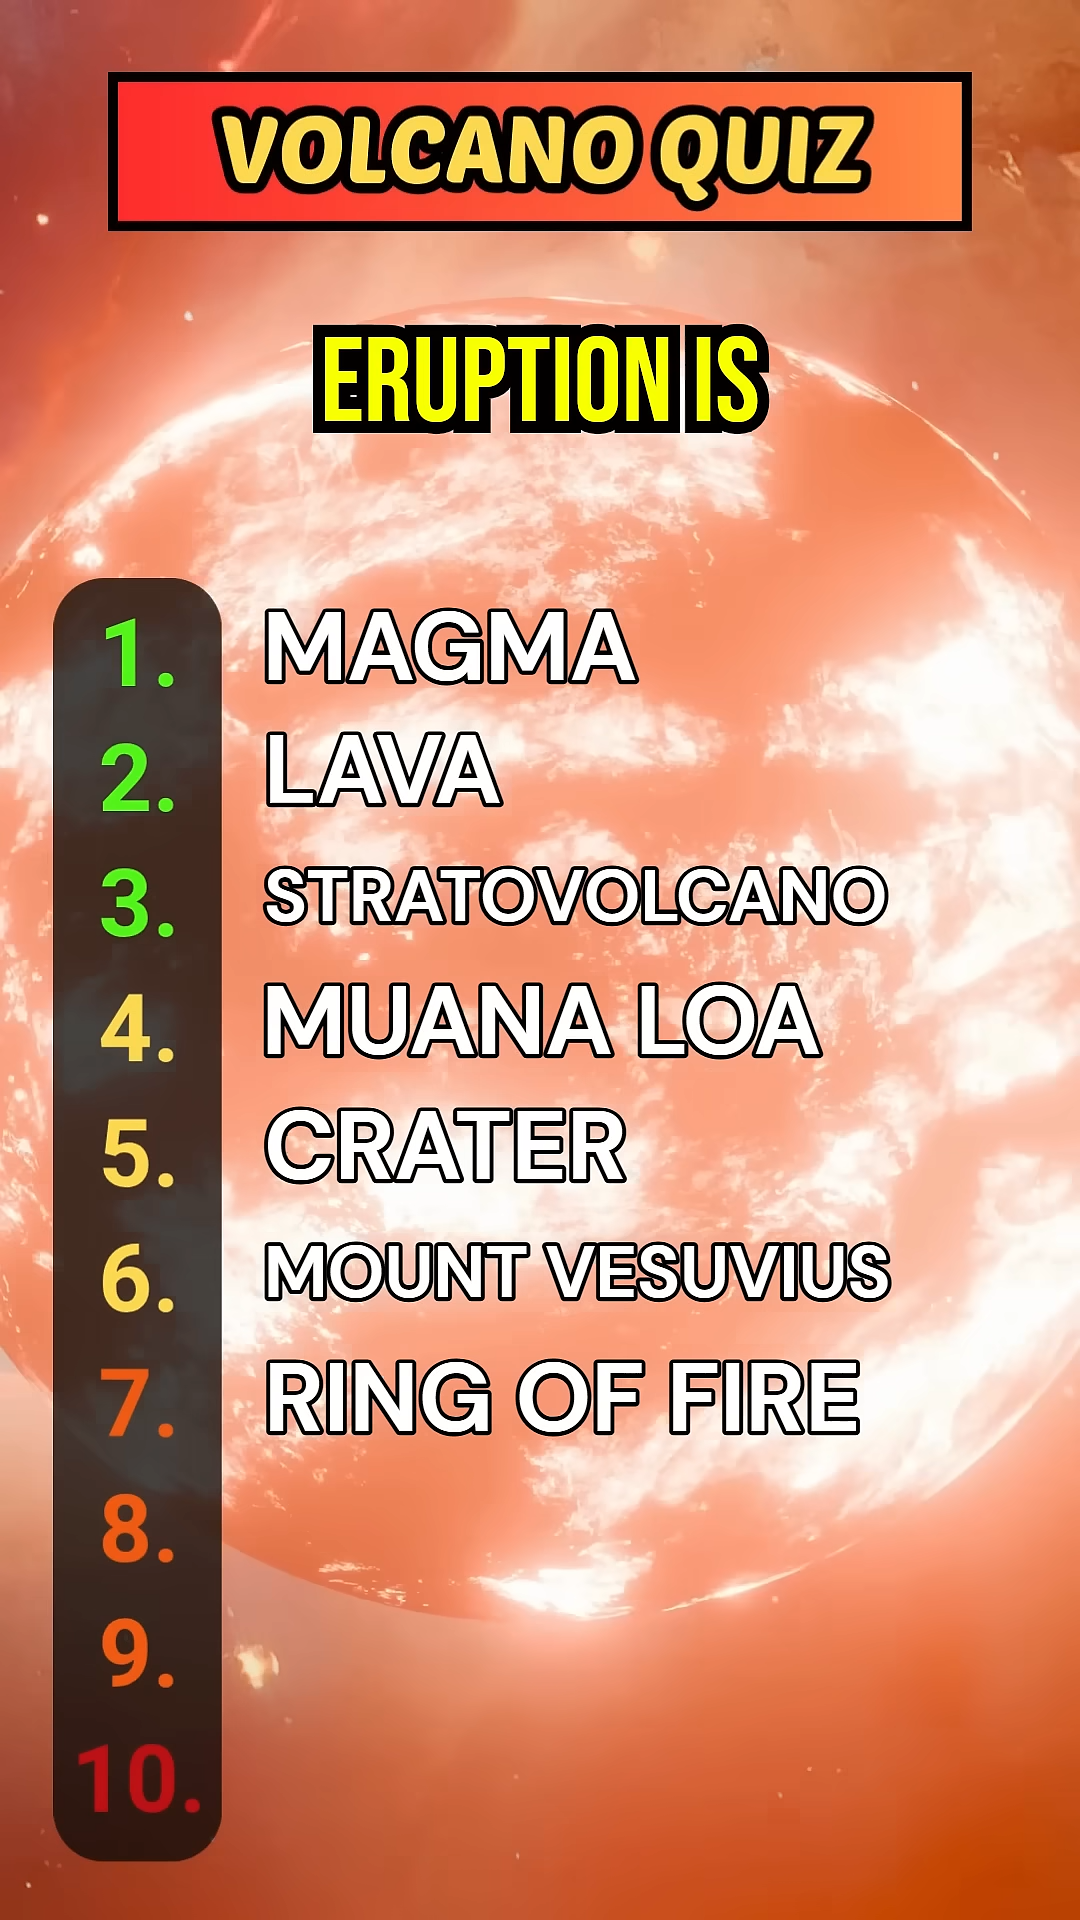 VOLCANO QUIZ
ERUPTION IS
1. MAGMA
2. LAVA
3. STRATOVOLCANO
4. MUANA LOA
5. CRATER
6. MOUNT VESUVIUS
7. RING OF FIRE
8.
9.
10.